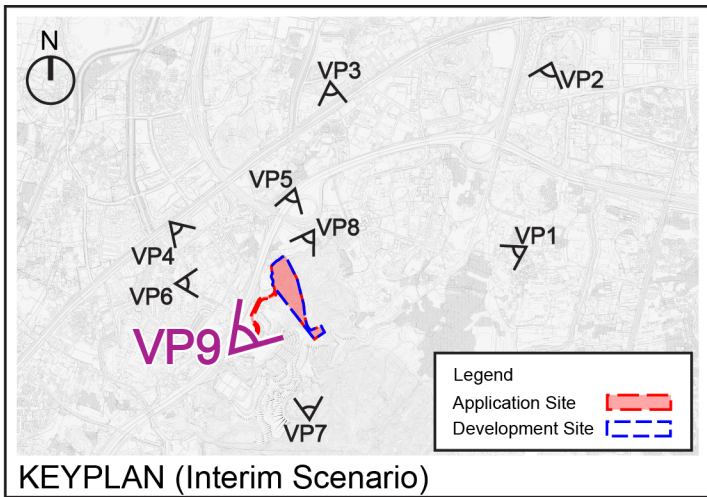 N
VP3
VP2
VP5
VP8
VP1
VP4
VP6
VP9
VP7
Legend
Application Site
Development Site
KEYPLAN (Interim Scenario)